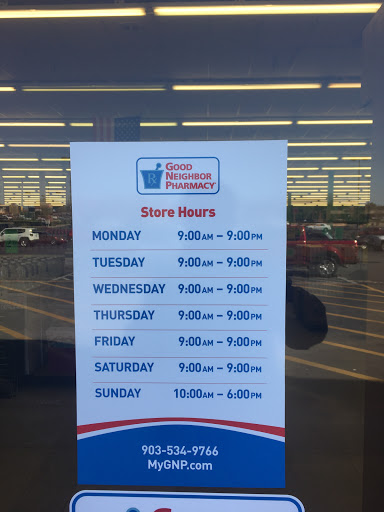 GOOD
NEIGHBOR
PHARMACY
Store Hours
MONDAY 9:00AM – 9:00PM
TUESDAY 9:00AM – 9:00PM
WEDNESDAY 9:00AM – 9:00PM
THURSDAY 9:00AM – 9:00PM
FRIDAY 9:00AM – 9:00PM
SATURDAY 9:00AM – 9:00PM
SUNDAY 10:00AM – 6:00PM
903-534-9766
MyGNP.com